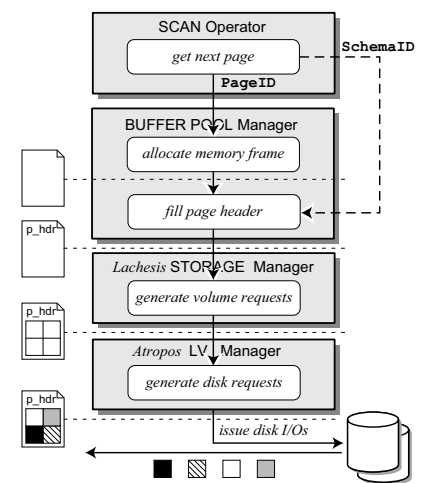 SCAN Operator
get next page
SchemaID
PageID
BUFFER POOL Manager
allocate memory frame
fill page header
p_hdr
Lachesis STORAGE Manager
generate volume requests
p_hdr
Atropos LV Manager
generate disk requests
p_hdr
issue disk I/Os